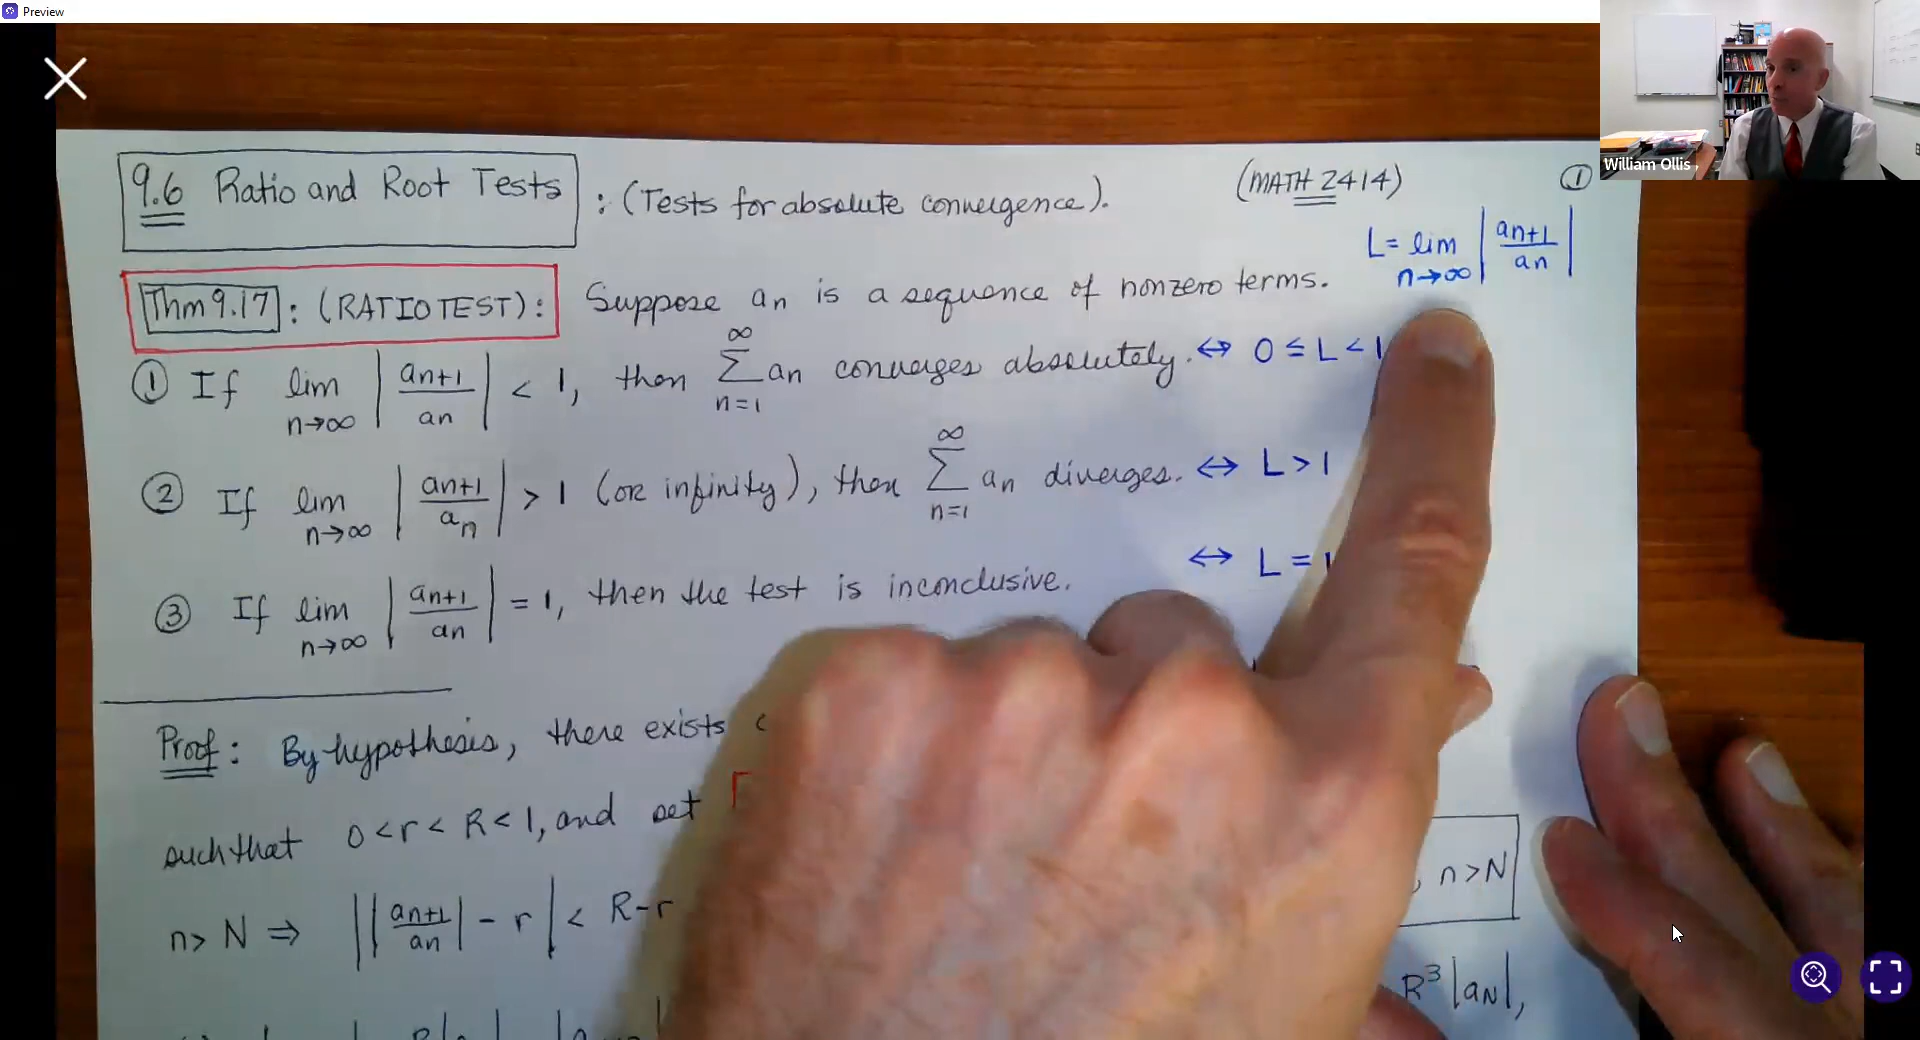 Preview
William Ollis
9.6 Ratio and Root Tests : (Tests for absolute convergence). (MATH 2414) ①
L = lim n→∞ |an+1/an|
Thm 9.17 : (RATIO TEST) : Suppose an is a sequence of nonzero terms.
① If lim n→∞ |an+1/an| < 1, then ∞ Σ n=1 an converges absolutely. ⟷ 0 ≤ L < 1
② If lim n→∞ |an+1/an| > 1 (or infinity), then ∞ Σ n=1 an diverges. ⟷ L > 1
③ If lim n→∞ |an+1/an| = 1, then the test is inconclusive. ⟷ L = 1
Proof : By hypothesis, there exists
such that 0 < r < R < 1, and set
, n > N
n > N ⇒ ||an+1/an| - r| < R-r
R³ |aN|,